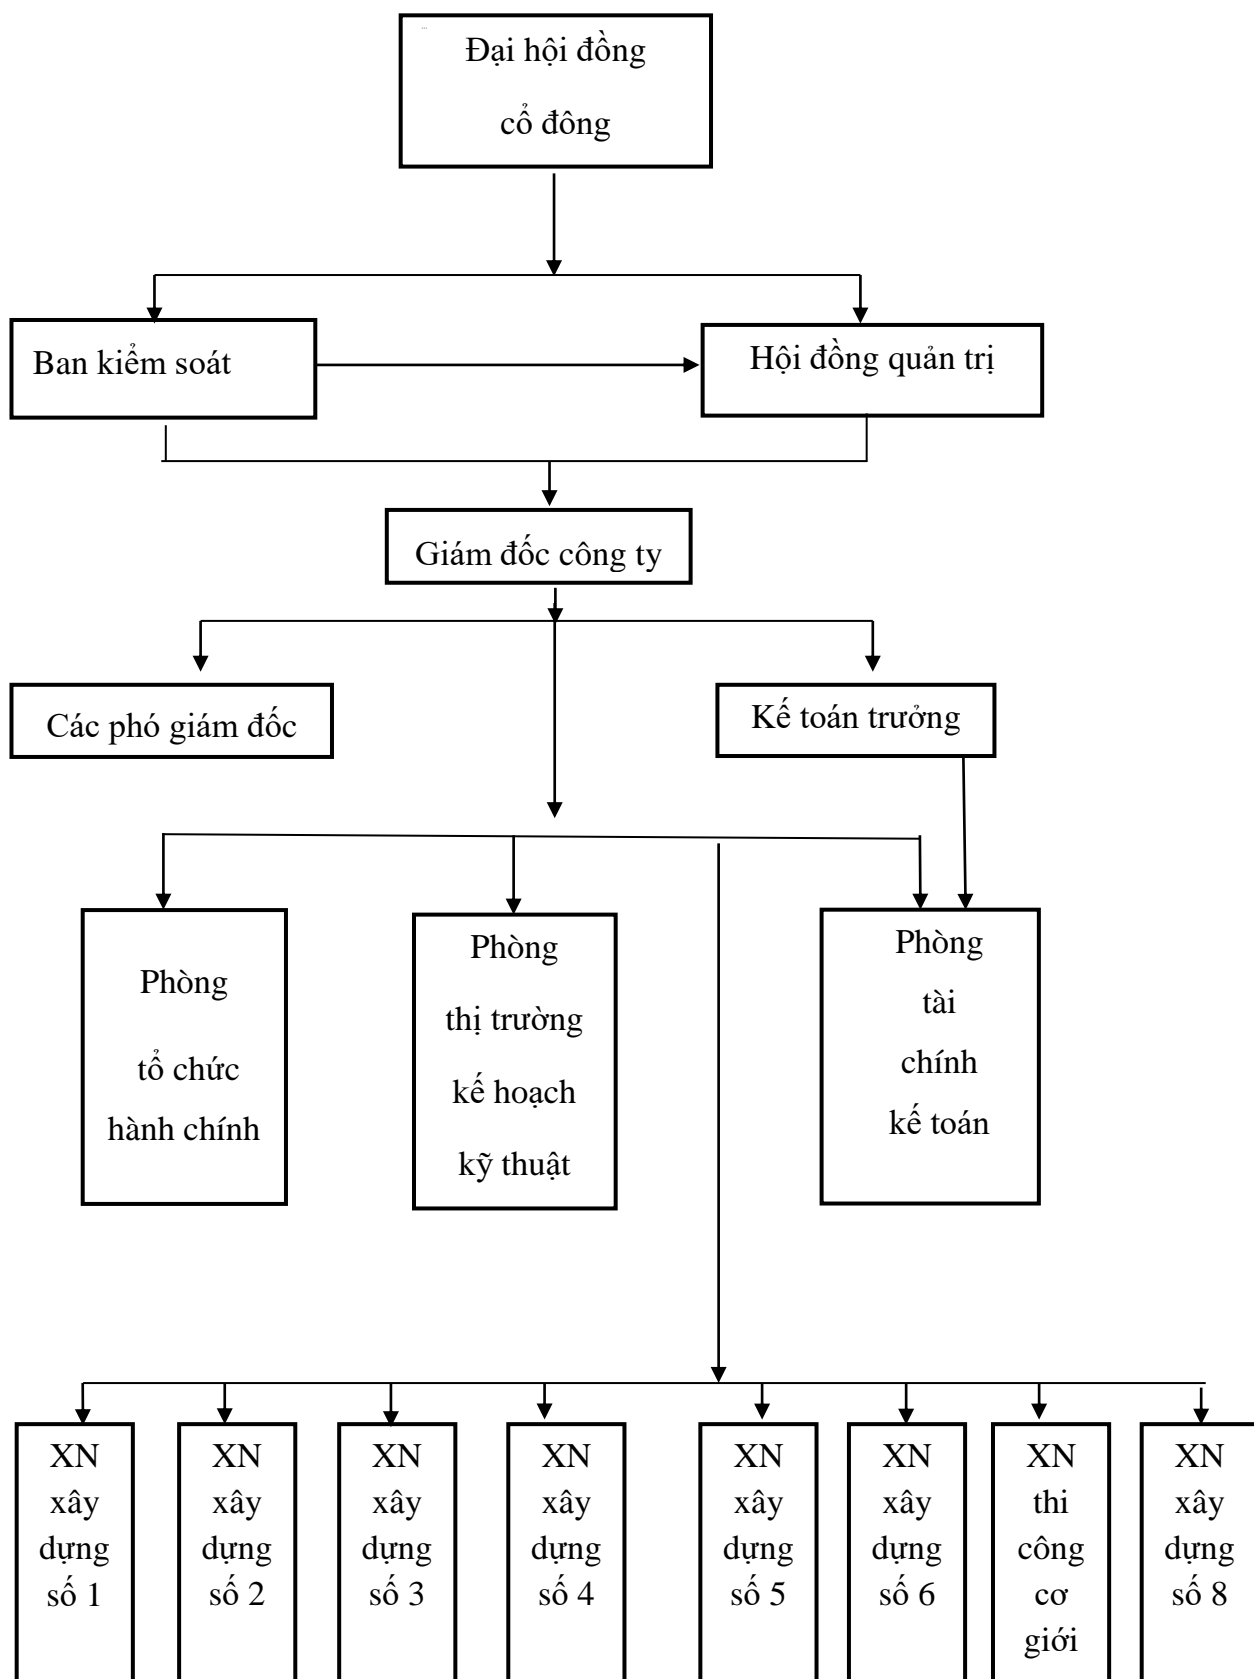 Đại hội đồng
cổ đông
Ban kiểm soát
Hội đồng quản trị
Giám đốc công ty
Các phó giám đốc
Kế toán trưởng
Phòng
tổ chức
hành chính
Phòng
thị trường
kế hoạch
kỹ thuật
Phòng
tài
chính
kế toán
XN
xây
dựng
số 1
XN
xây
dựng
số 2
XN
xây
dựng
số 3
XN
xây
dựng
số 4
XN
xây
dựng
số 5
XN
xây
dựng
số 6
XN
thi
công
cơ
giới
XN
xây
dựng
số 8